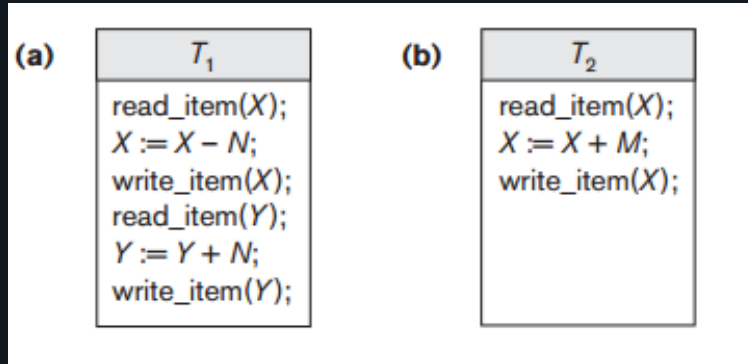 (a)
T₁
read_item(X);
X := X – N;
write_item(X);
read_item(Y);
Y := Y + N;
write_item(Y);
(b)
T₂
read_item(X);
X := X + M;
write_item(X);